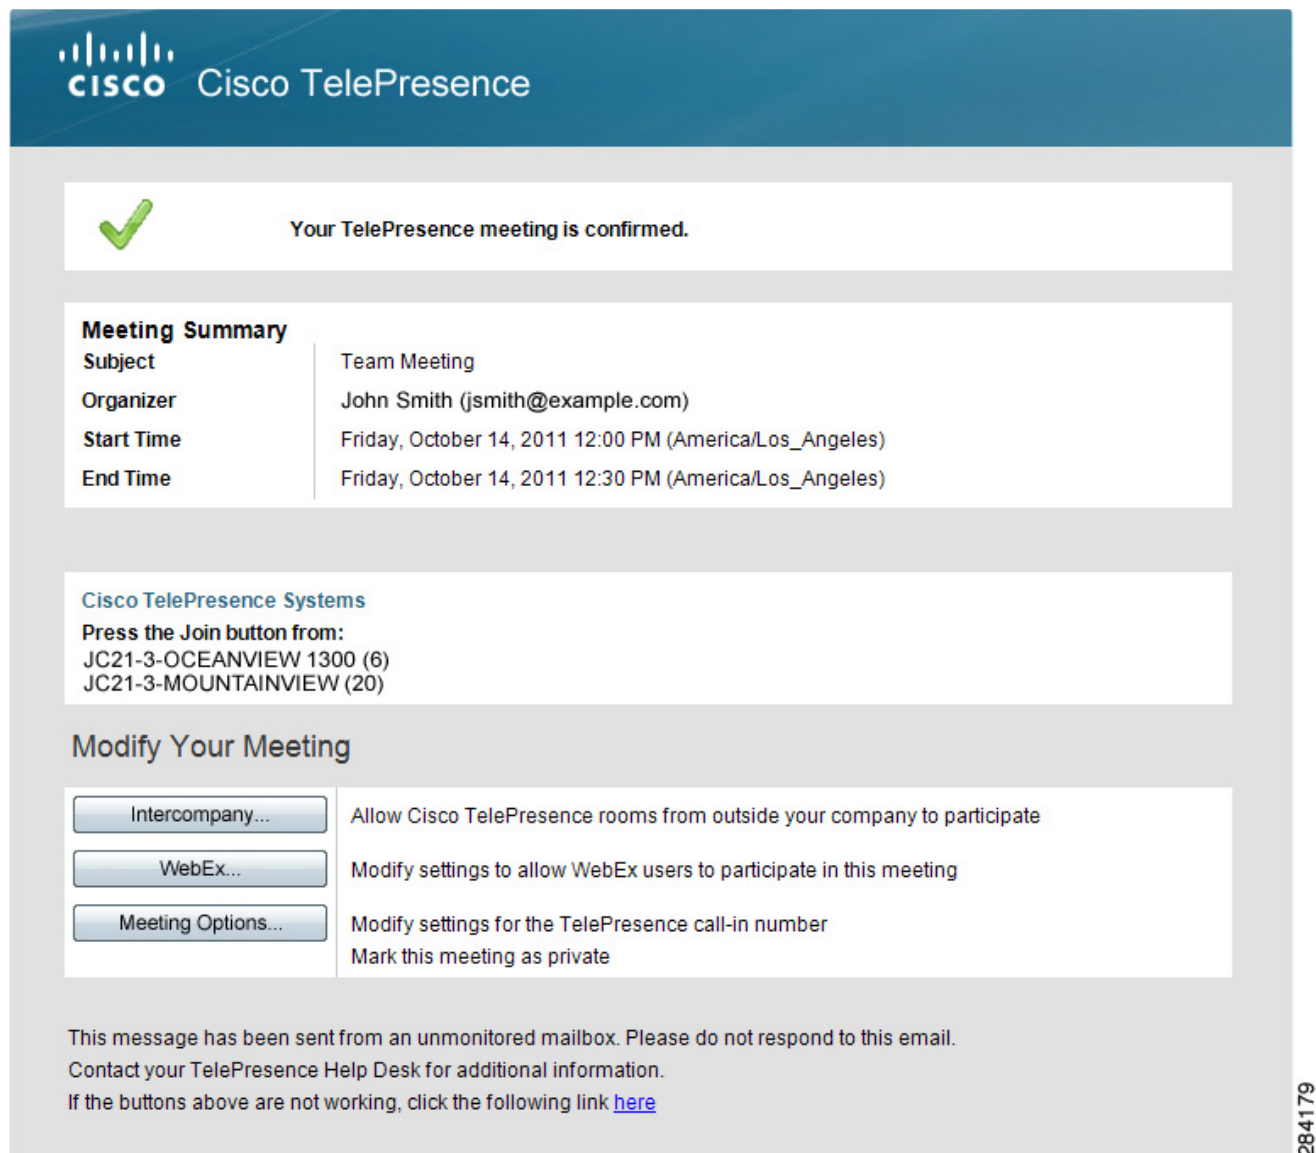 CISCO Cisco TelePresence
Your TelePresence meeting is confirmed.
Meeting Summary
Subject Team Meeting
Organizer John Smith (jsmith@example.com)
Start Time Friday, October 14, 2011 12:00 PM (America/Los_Angeles)
End Time Friday, October 14, 2011 12:30 PM (America/Los_Angeles)
Cisco TelePresence Systems
Press the Join button from:
JC21-3-OCEANVIEW 1300 (6)
JC21-3-MOUNTAINVIEW (20)
Modify Your Meeting
Intercompany... Allow Cisco TelePresence rooms from outside your company to participate
WebEx... Modify settings to allow WebEx users to participate in this meeting
Meeting Options... Modify settings for the TelePresence call-in number
Mark this meeting as private
This message has been sent from an unmonitored mailbox. Please do not respond to this email.
Contact your TelePresence Help Desk for additional information.
If the buttons above are not working, click the following link here
284179